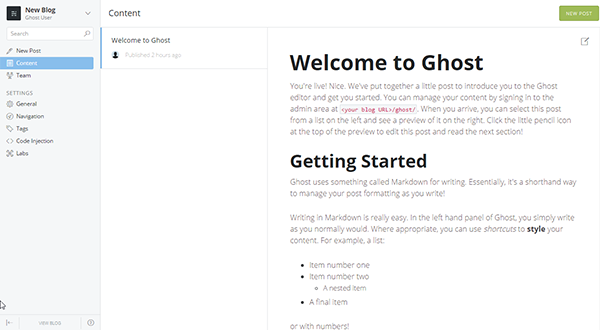 New Blog
Ghost User
Search
New Post
Content
Team
SETTINGS
General
Navigation
Tags
Code Injection
Labs
VIEW BLOG
Content
NEW POST
Welcome to Ghost
Published 2 hours ago
Welcome to Ghost
You're live! Nice. We've put together a little post to introduce you to the Ghost
editor and get you started. You can manage your content by signing in to the
admin area at <your blog URL>/ghost/. When you arrive, you can select this post
from a list on the left and see a preview of it on the right. Click the little pencil icon
at the top of the preview to edit this post and read the next section!
Getting Started
Ghost uses something called Markdown for writing. Essentially, it's a shorthand way
to manage your post formatting as you write!
Writing in Markdown is really easy. In the left hand panel of Ghost, you simply write
as you normally would. Where appropriate, you can use shortcuts to style your
content. For example, a list:
Item number one
Item number two
A nested item
A final item
or with numbers!